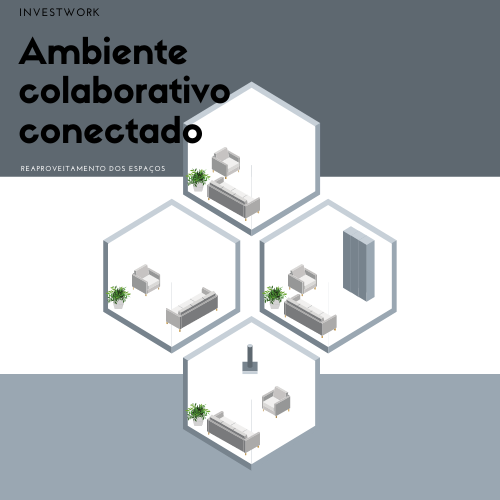 INVESTWORK
Ambiente
colaborativo
conectado
REAPROVEITAMENTO DOS ESPAÇOS